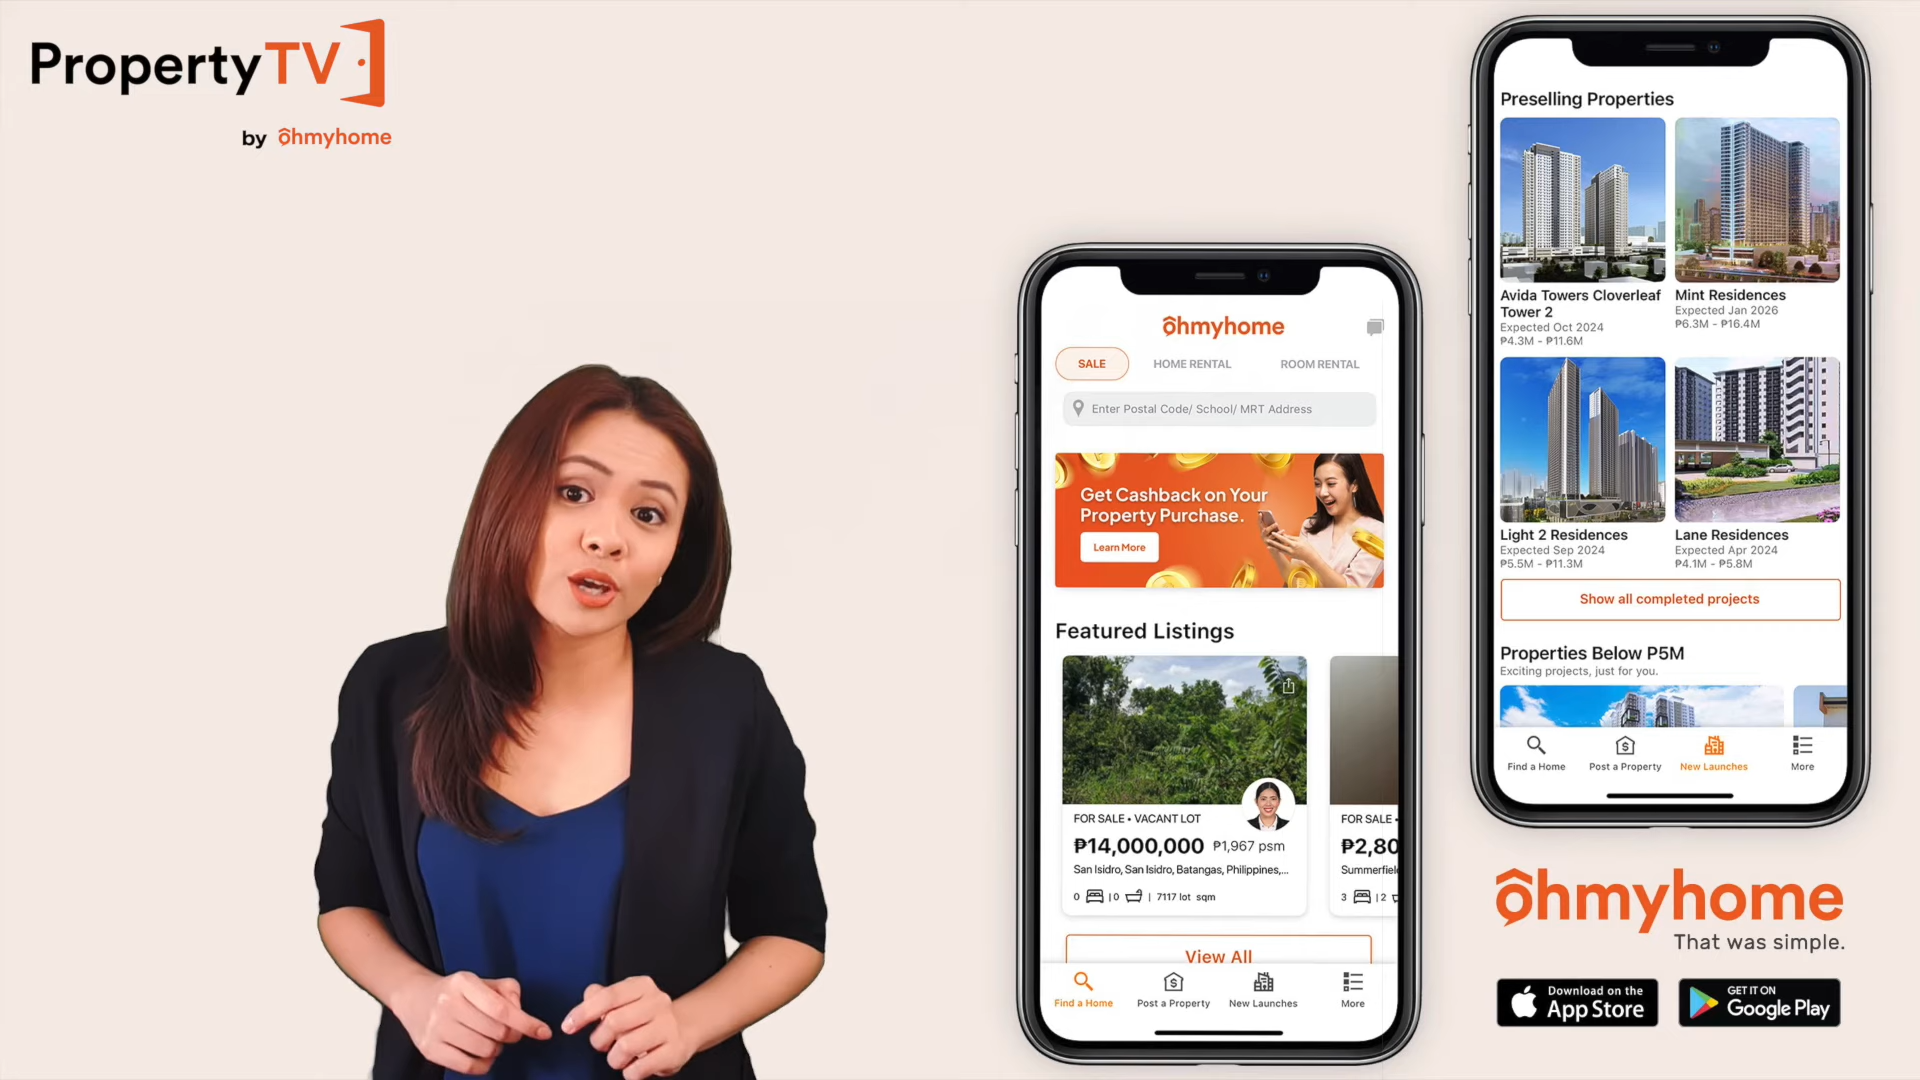 PropertyTV
by ohmyhome
ohmyhome
SALE
HOME RENTAL
ROOM RENTAL
Enter Postal Code/ School/ MRT Address
Get Cashback on Your
Property Purchase.
Learn More
Featured Listings
FOR SALE • VACANT LOT
₱14,000,000 ₱1,967 psm
San Isidro, San Isidro, Batangas, Philippines,...
0 | 0 | 7117 lot sqm
FOR SALE •
₱2,80
Summerfiel
3 | 2
View All
Find a Home
Post a Property
New Launches
More
Preselling Properties
Avida Towers Cloverleaf
Tower 2
Expected Oct 2024
₱4.3M - ₱11.6M
Mint Residences
Expected Jan 2026
₱6.3M - ₱16.4M
Light 2 Residences
Expected Sep 2024
₱5.5M - ₱11.3M
Lane Residences
Expected Apr 2024
₱4.1M - ₱5.8M
Show all completed projects
Properties Below P5M
Exciting projects, just for you.
Find a Home
Post a Property
New Launches
More
ohmyhome
That was simple.
Download on the
App Store
GET IT ON
Google Play